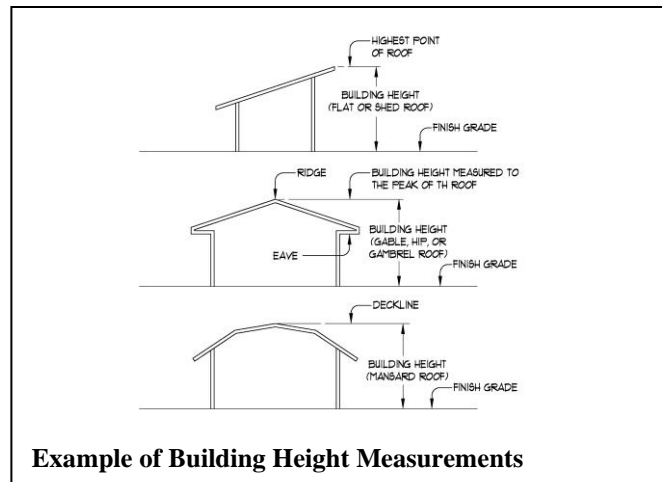 HIGHEST POINT
OF ROOF
BUILDING HEIGHT
(FLAT OR SHED ROOF)
FINISH GRADE
RIDGE
BUILDING HEIGHT MEASURED TO
THE PEAK OF TH ROOF
BUILDING HEIGHT
(GABLE, HIP, OR
GAMBREL ROOF)
EAVE
FINISH GRADE
DECKLINE
BUILDING HEIGHT
(MANSARD ROOF)
FINISH GRADE
Example of Building Height Measurements